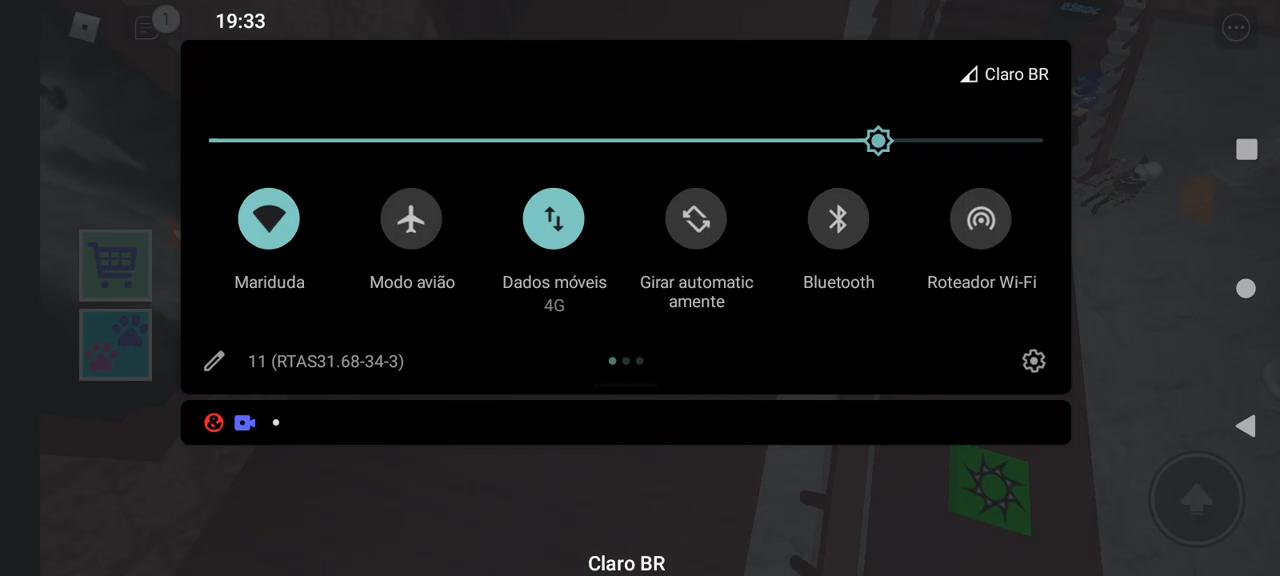 1
19:33
Claro BR
Mariduda
Modo avião
Dados móveis
4G
Girar automatic
amente
Bluetooth
Roteador Wi-Fi
11 (RTAS31.68-34-3)
Claro BR